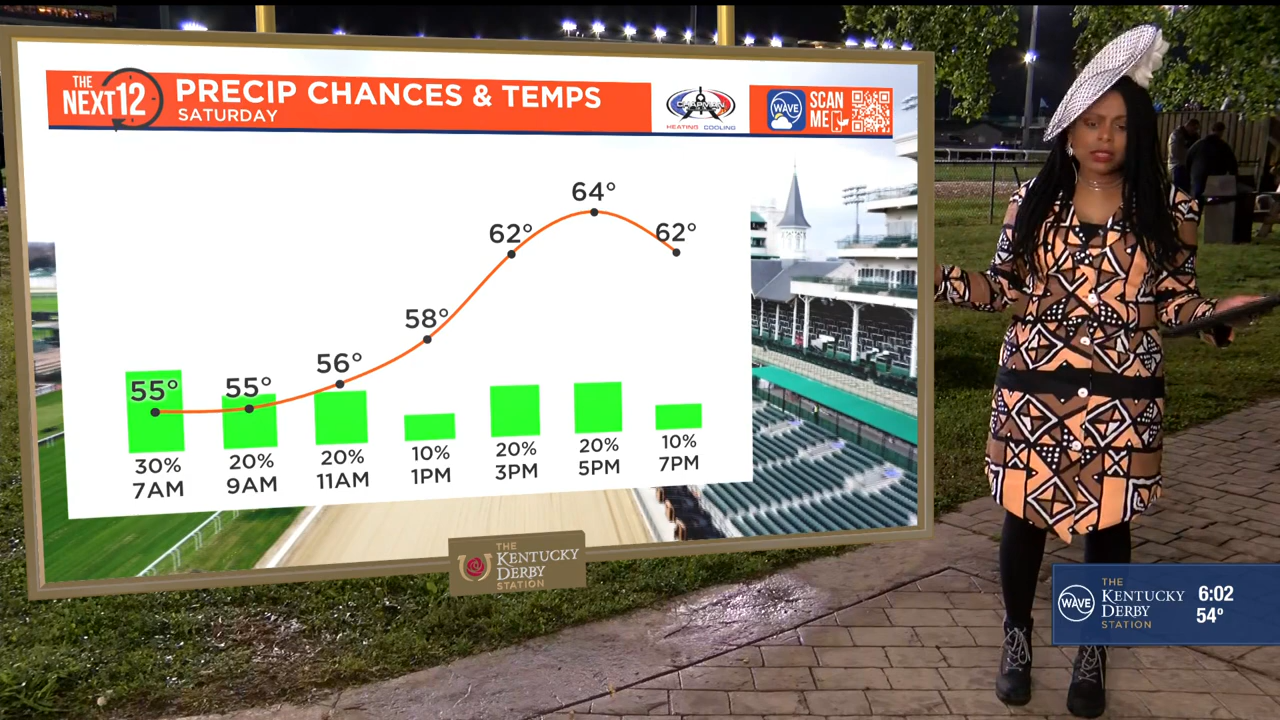 THE
NEXT12
PRECIP CHANCES & TEMPS
SATURDAY
CHAPMAN
HEATING COOLING
WAVE
SCAN
ME
64°
62°
62°
58°
56°
55°
55°
30%
20%
20%
10%
20%
20%
10%
7AM
9AM
11AM
1PM
3PM
5PM
7PM
THE
KENTUCKY
DERBY
STATION
WAVE
THE
KENTUCKY
DERBY
STATION
6:02
54°